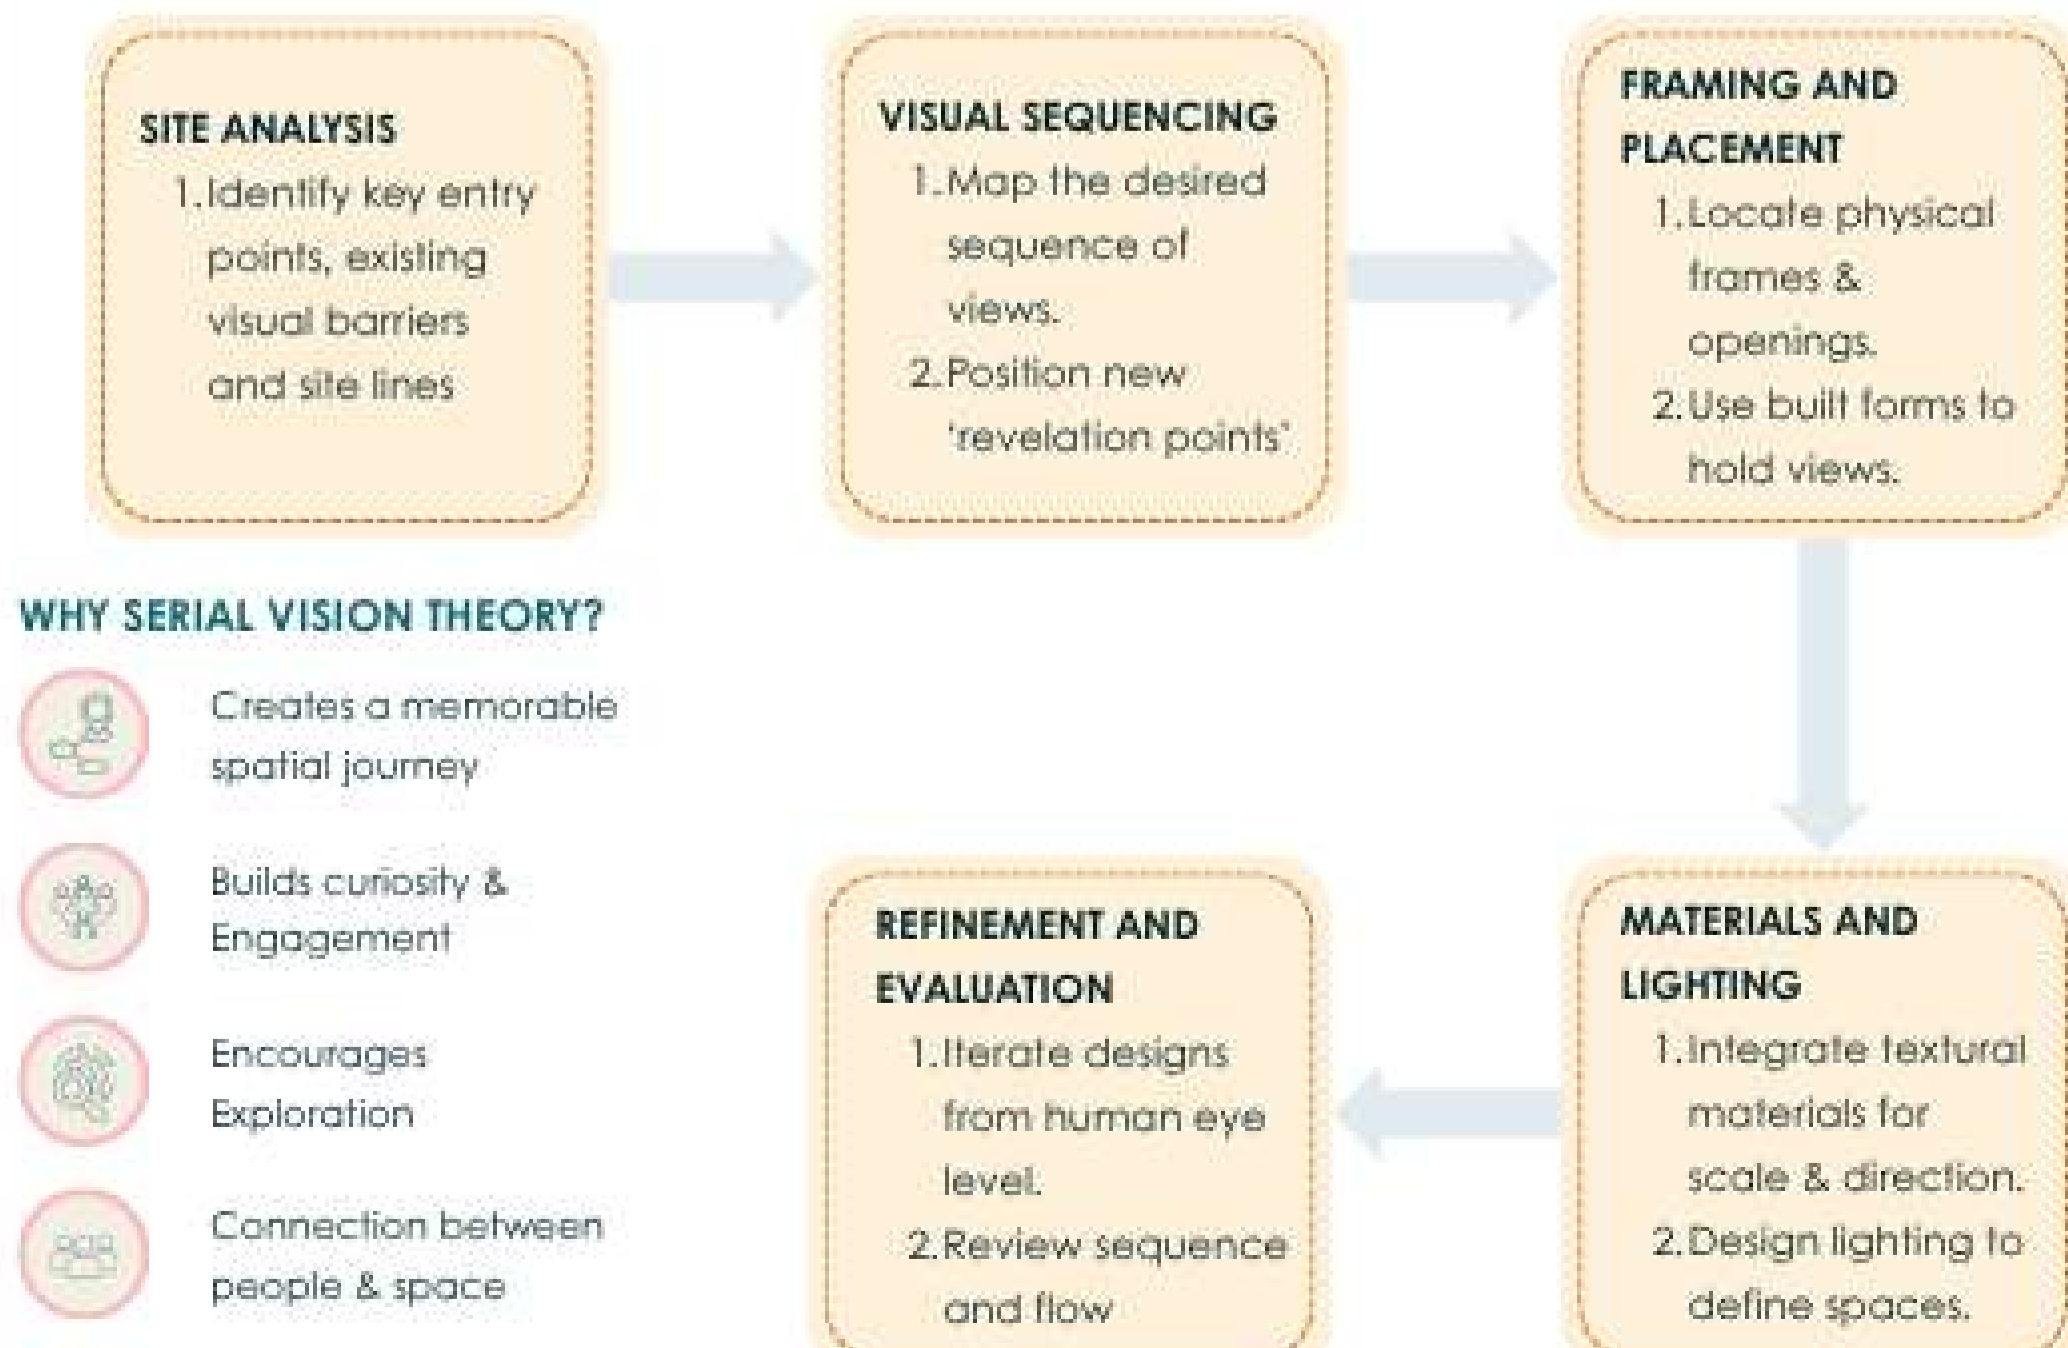 SITE ANALYSIS
1. Identify key entry
points, existing
visual barriers
and site lines
VISUAL SEQUENCING
1. Map the desired
sequence of
views.
2. Position new
'revelation points'
FRAMING AND
PLACEMENT
1. Locate physical
frames &
openings.
2. Use built forms to
hold views.
MATERIALS AND
LIGHTING
1. Integrate textural
materials for
scale & direction.
2. Design lighting to
define spaces.
REFINEMENT AND
EVALUATION
1. Iterate designs
from human eye
level.
2. Review sequence
and flow
WHY SERIAL VISION THEORY?
Creates a memorable
spatial journey
Builds curiosity &
Engagement
Encourages
Exploration
Connection between
people & space